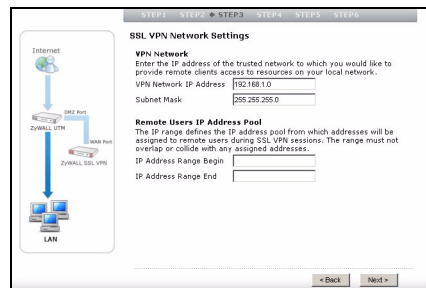 STEP1 STEP2 STEP3 STEP4 STEP5 STEP6
SSL VPN Network Settings
VPN Network
Enter the IP address of the trusted network to which you would like to
provide remote clients access to resources on your local network.
VPN Network IP Address 192.168.1.0
Subnet Mask 255.255.255.0
Remote Users IP Address Pool
The IP range defines the IP address pool from which addresses will be
assigned to remote users during SSL VPN sessions. The range must not
overlap or collide with any assigned addresses.
IP Address Range Begin
IP Address Range End
Internet
DMZ Port
ZyWALL UTM
WAN Port
ZyWALL SSL VPN
LAN
< Back Next >